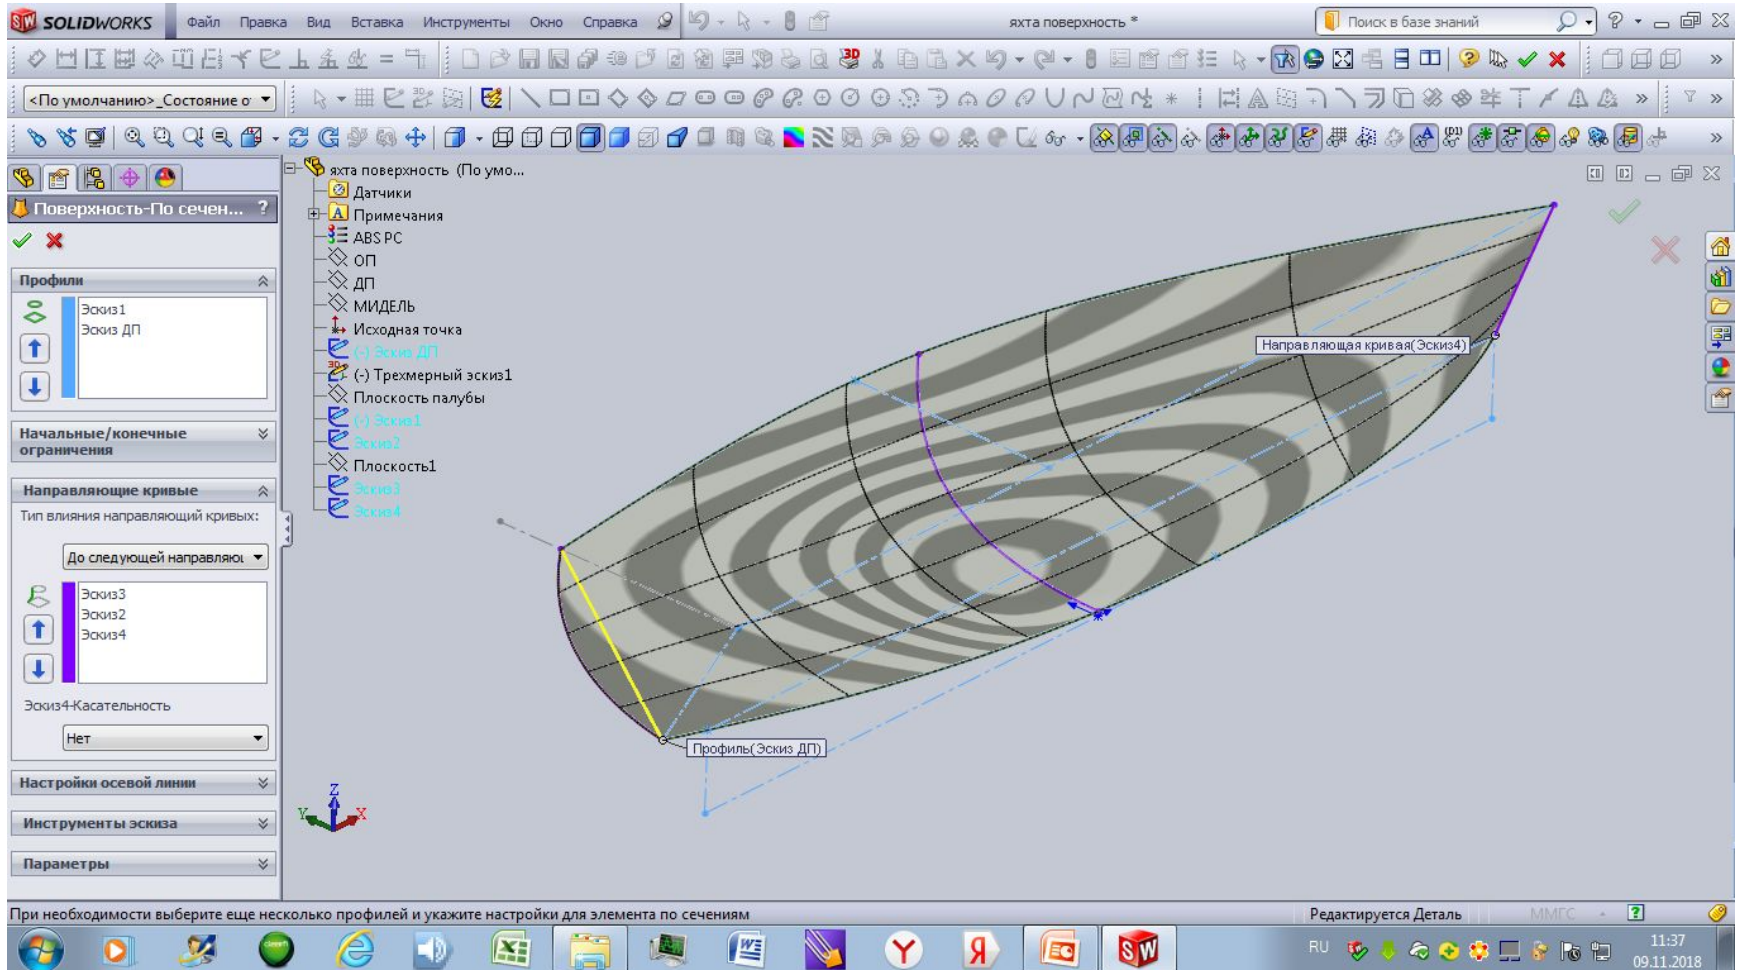 SOLIDWORKS Файл Правка Вид Вставка Инструменты Окно Справка яхта поверхность * Поиск в базе знаний ?
3D
<По умолчанию>_Состояние о
яхта поверхность (По умо...
Датчики
Примечания
ABS PC
ОП
ДП
МИДЕЛЬ
Исходная точка
(-) Эскиз ДП
(-) Трехмерный эскиз1
Плоскость палубы
(-) Эскиз1
Эскиз2
Плоскость1
Эскиз3
Эскиз4
Поверхность-По сечен... ?
Профили
Эскиз1
Эскиз ДП
Начальные/конечные
ограничения
Направляющие кривые
Тип влияния направляющий кривых:
До следующей направляющ
Эскиз3
Эскиз2
Эскиз4
Эскиз4-Касательность
Нет
Настройки осевой линии
Инструменты эскиза
Параметры
Направляющая кривая(Эскиз4)
Профиль(Эскиз ДП)
Z
Y
X
При необходимости выберите еще несколько профилей и укажите настройки для элемента по сечениям
Редактируется Деталь ММГС
RU
11:37
09.11.2018